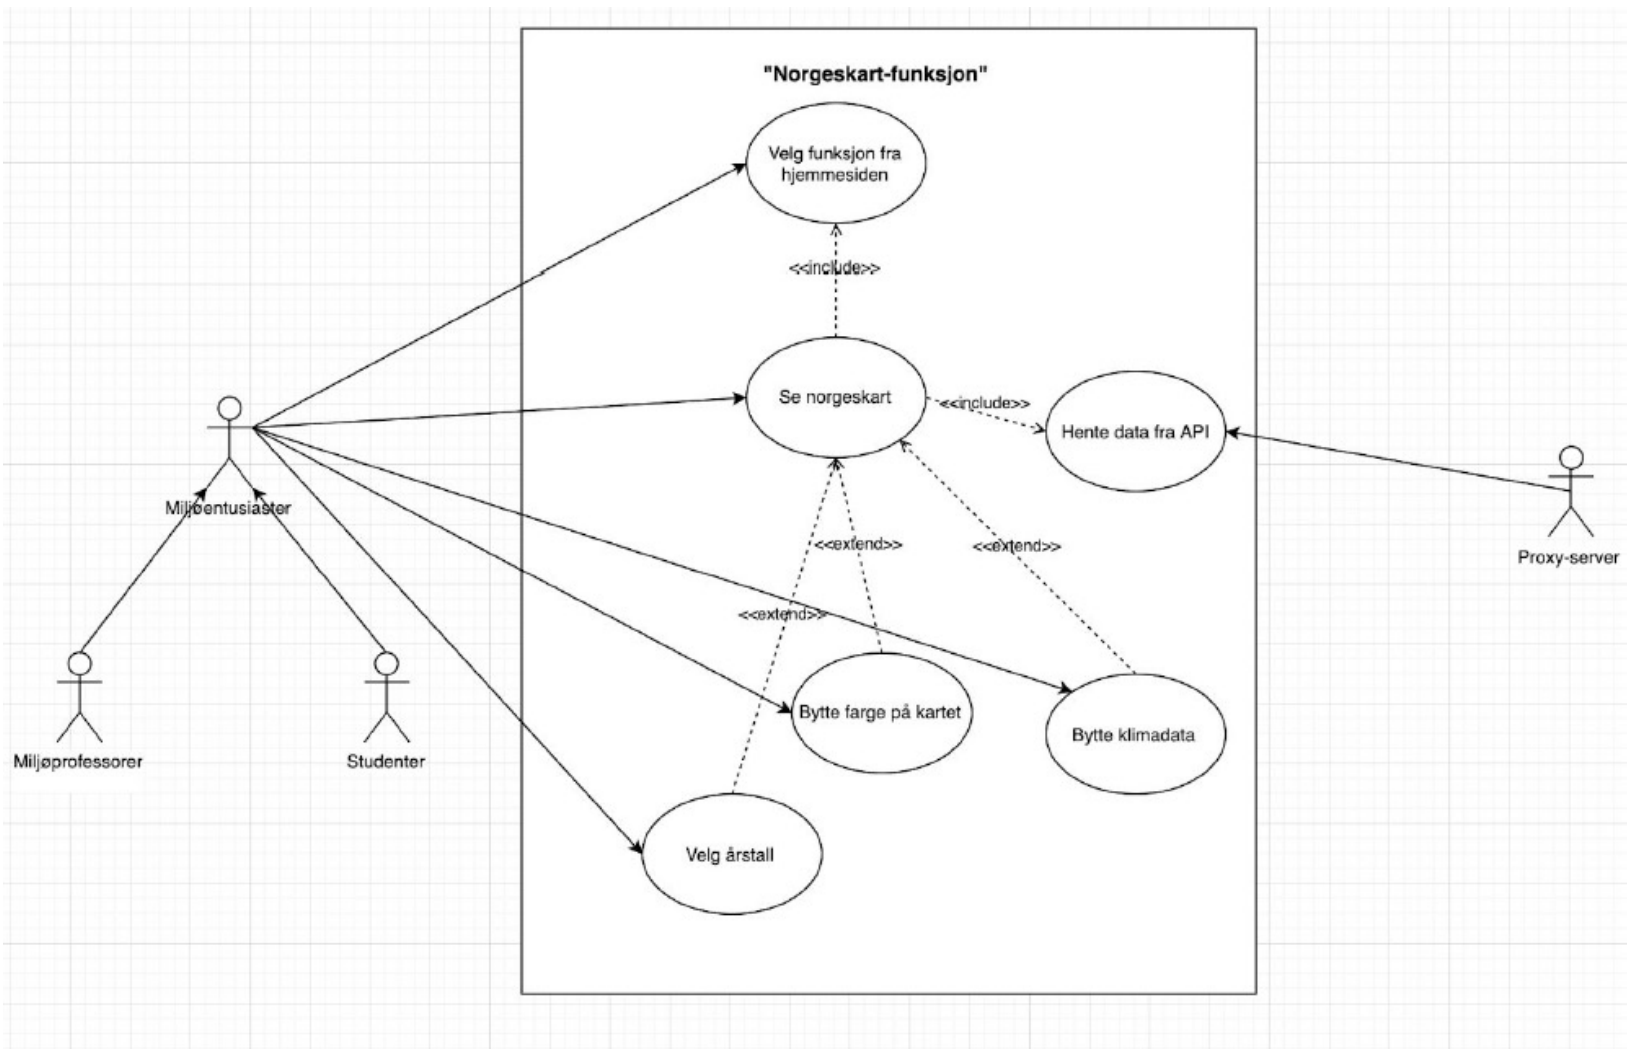 "Norgeskart-funksjon"
Velg funksjon fra
hjemmesiden
<<include>>
Se norgeskart
<<include>>
Hente data fra API
Miljøentusiaster
<<extend>>
<<extend>>
Proxy-server
<<extend>>
Bytte farge på kartet
Bytte klimadata
Miljøprofessorer
Studenter
Velg årstall